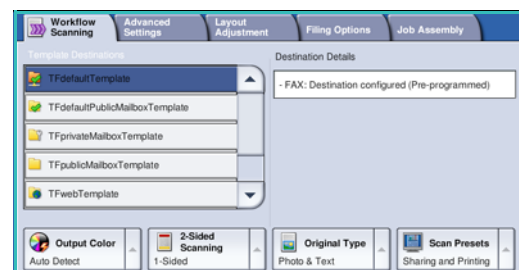 Workflow
Scanning
Advanced
Settings
Layout
Adjustment
Filing Options
Job Assembly
Template Destinations
Destination Details
TFdefaultTemplate
- FAX: Destination configured (Pre-programmed)
TFdefaultPublicMailboxTemplate
TFprivateMailboxTemplate
TFpublicMailboxTemplate
TFwebTemplate
Output Color
Auto Detect
2-Sided
Scanning
1-Sided
Original Type
Photo & Text
Scan Presets
Sharing and Printing